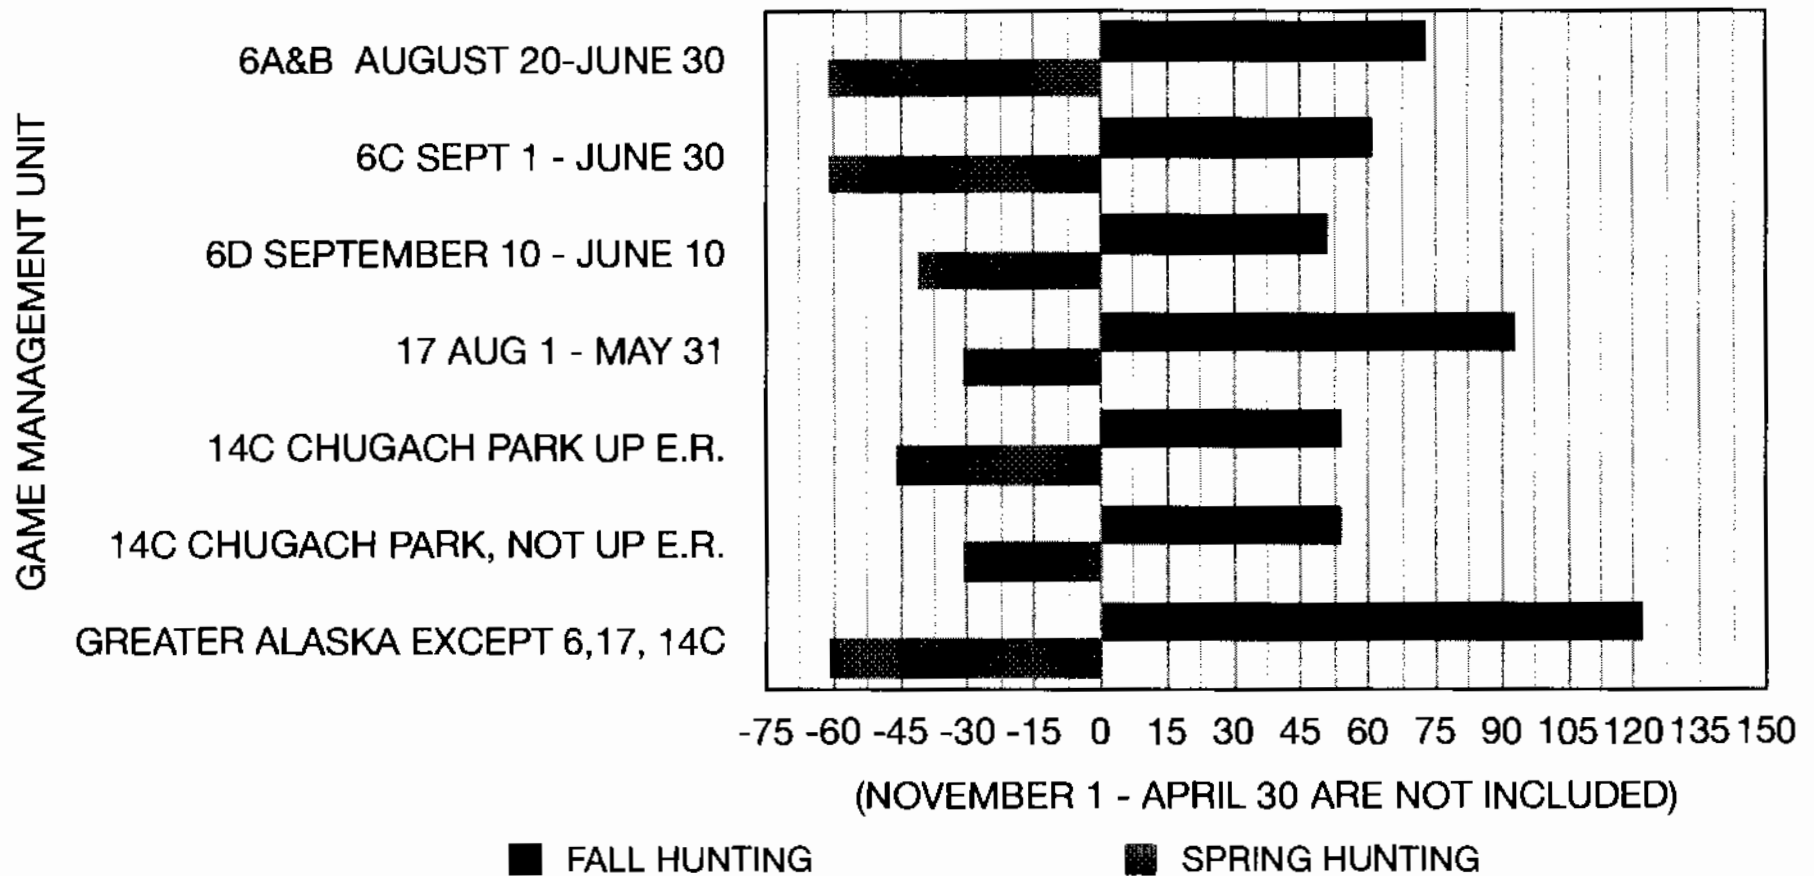 GAME MANAGEMENT UNIT
6A&B AUGUST 20-JUNE 30
6C SEPT 1 - JUNE 30
6D SEPTEMBER 10 - JUNE 10
17 AUG 1 - MAY 31
14C CHUGACH PARK UP E.R.
14C CHUGACH PARK, NOT UP E.R.
GREATER ALASKA EXCEPT 6,17, 14C
-75 -60 -45 -30 -15 0 15 30 45 60 75 90 105 120 135 150
(NOVEMBER 1 - APRIL 30 ARE NOT INCLUDED)
FALL HUNTING SPRING HUNTING